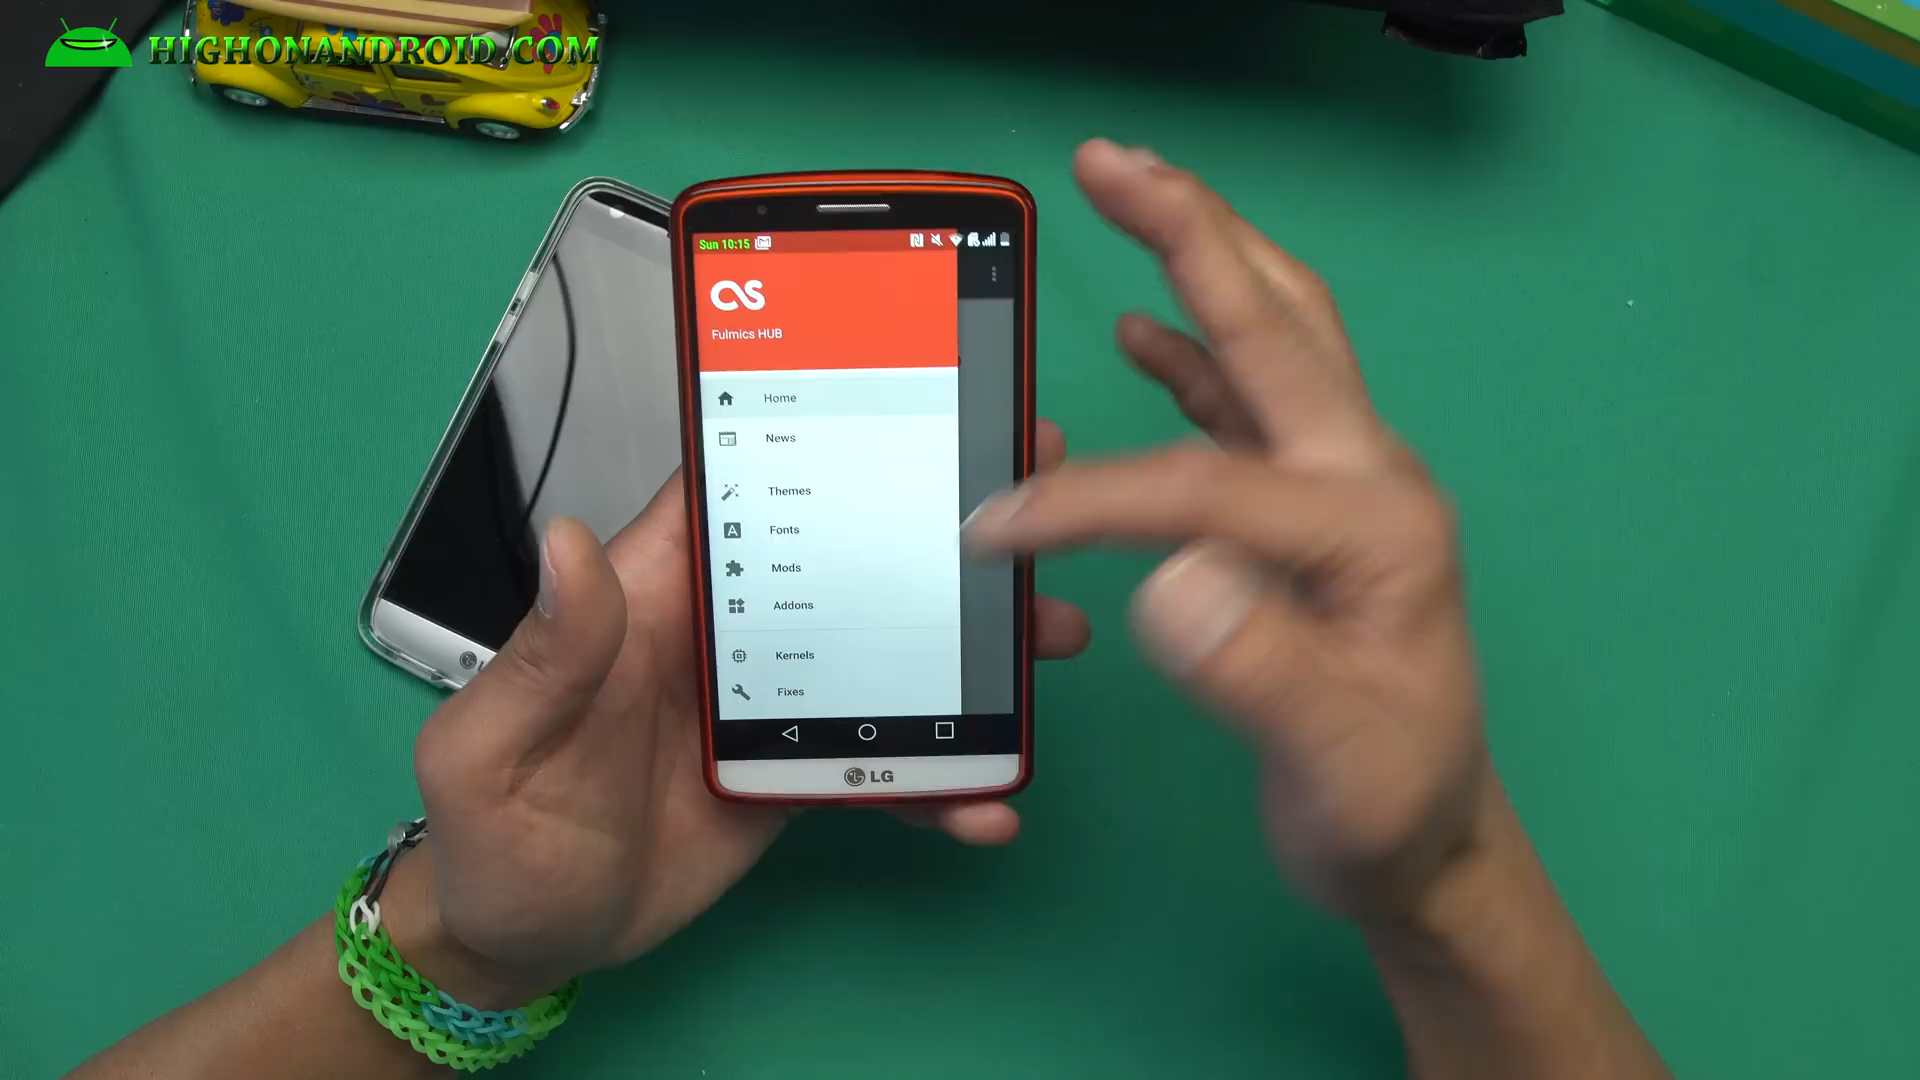 HIGHONANDROID.COM
Sun 10:15
Fulmics HUB
Home
News
Themes
Fonts
A
Mods
Addons
Kernels
Fixes
LG